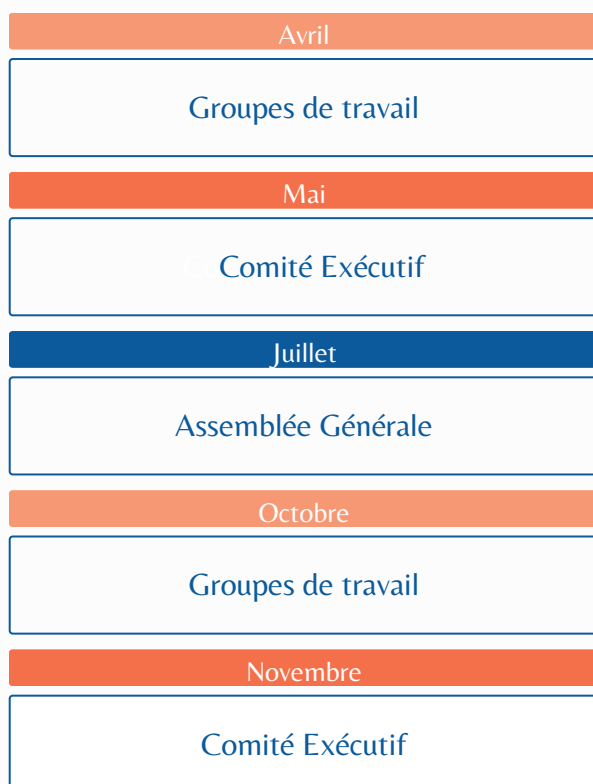 Avril
Groupes de travail
Mai
Comité Exécutif
Juillet
Assemblée Générale
Octobre
Groupes de travail
Novembre
Comité Exécutif